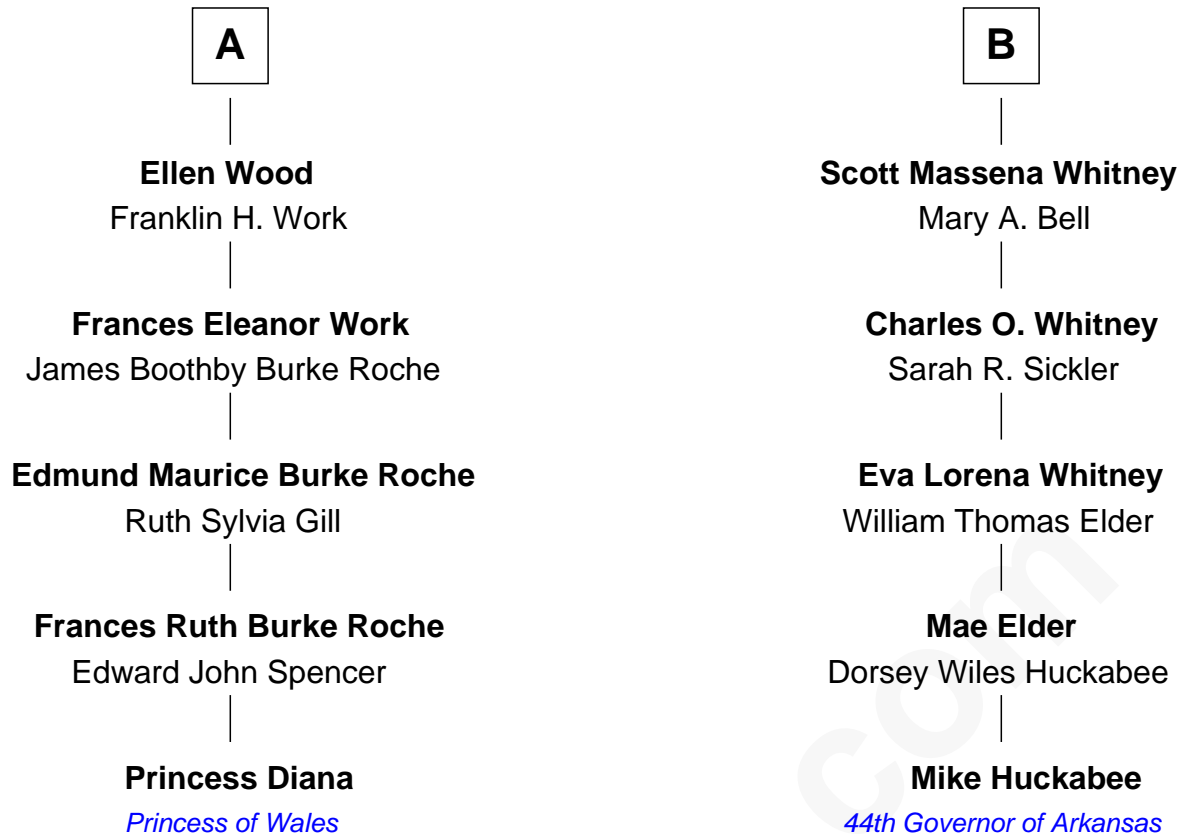 A
Ellen Wood
Franklin H. Work
Frances Eleanor Work
James Boothby Burke Roche
Edmund Maurice Burke Roche
Ruth Sylvia Gill
Frances Ruth Burke Roche
Edward John Spencer
Princess Diana
Princess of Wales
B
Scott Massena Whitney
Mary A. Bell
Charles O. Whitney
Sarah R. Sickler
Eva Lorena Whitney
William Thomas Elder
Mae Elder
Dorsey Wiles Huckabee
Mike Huckabee
44th Governor of Arkansas
com